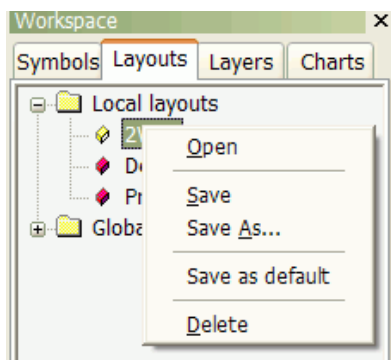 Workspace
Symbols Layouts Layers Charts
Local layouts
Open
Save
Save As...
Save as default
Delete